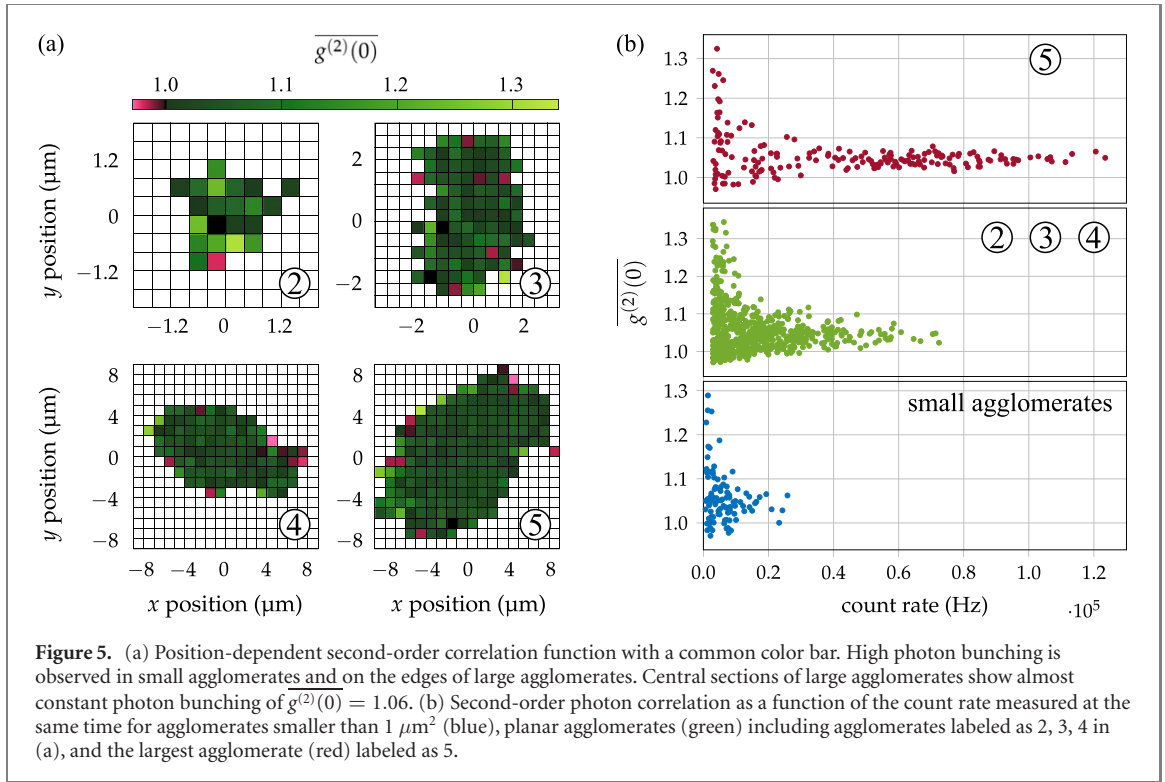 (a)
g⁽²⁾(0)
1.0 1.1 1.2 1.3
y position (µm)
1.2
0
−1.2
−1.2 0 1.2
②
2
0
−2
−2 0 2
③
y position (µm)
8
4
0
−4
−8
−8 −4 0 4 8
x position (µm)
④
8
4
0
−4
−8
−8 −4 0 4 8
x position (µm)
⑤
(b)
g⁽²⁾(0)
1.3
1.2
1.1
1.0
⑤
1.3
1.2
1.1
1.0
② ③ ④
1.3
1.2
1.1
1.0
small agglomerates
0.0 0.2 0.4 0.6 0.8 1.0 1.2
count rate (Hz)
·10⁵
Figure 5. (a) Position-dependent second-order correlation function with a common color bar. High photon bunching is
observed in small agglomerates and on the edges of large agglomerates. Central sections of large agglomerates show almost
constant photon bunching of g⁽²⁾(0) = 1.06. (b) Second-order photon correlation as a function of the count rate measured at the
same time for agglomerates smaller than 1 µm² (blue), planar agglomerates (green) including agglomerates labeled as 2, 3, 4 in
(a), and the largest agglomerate (red) labeled as 5.